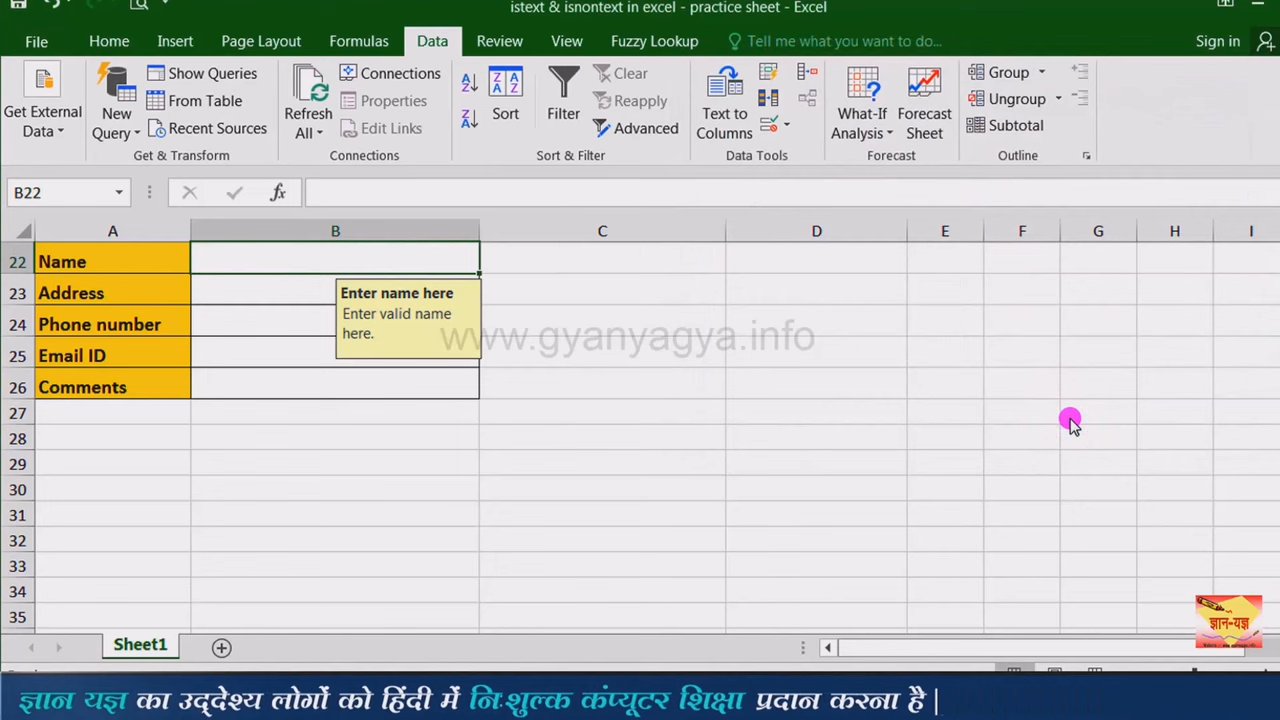 istext & isnontext in excel - practice sheet - Excel
File Home Insert Page Layout Formulas Data Review View Fuzzy Lookup Tell me what you want to do... Sign in
Get External Data
New Query
Show Queries
From Table
Recent Sources
Get & Transform
Refresh All
Connections
Properties
Edit Links
Connections
Sort
Filter
Clear
Reapply
Advanced
Sort & Filter
Text to Columns
Data Tools
What-If Analysis
Forecast Sheet
Forecast
Group
Ungroup
Subtotal
Outline
B22 fx
A B C D E F G H I
22 Name
23 Address
24 Phone number
25 Email ID
26 Comments
Enter name here
Enter valid name
here.
www.gyanyagya.info
27
28
29
30
31
32
33
34
35
ज्ञान-यज्ञ
Sheet1
ज्ञान यज्ञ का उद्देश्य लोगों को हिंदी में निःशुल्क कंप्यूटर शिक्षा प्रदान करना है |